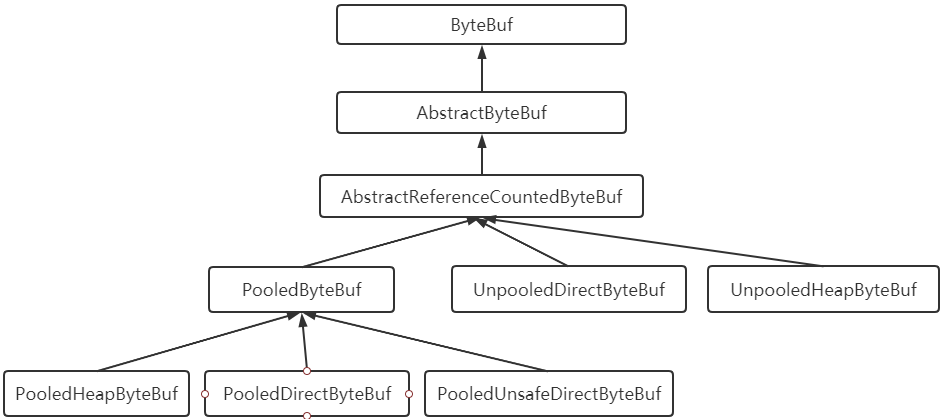 ByteBuf
AbstractByteBuf
AbstractReferenceCountedByteBuf
PooledByteBuf
UnpooledDirectByteBuf
UnpooledHeapByteBuf
PooledHeapByteBuf
PooledDirectByteBuf
PooledUnsafeDirectByteBuf